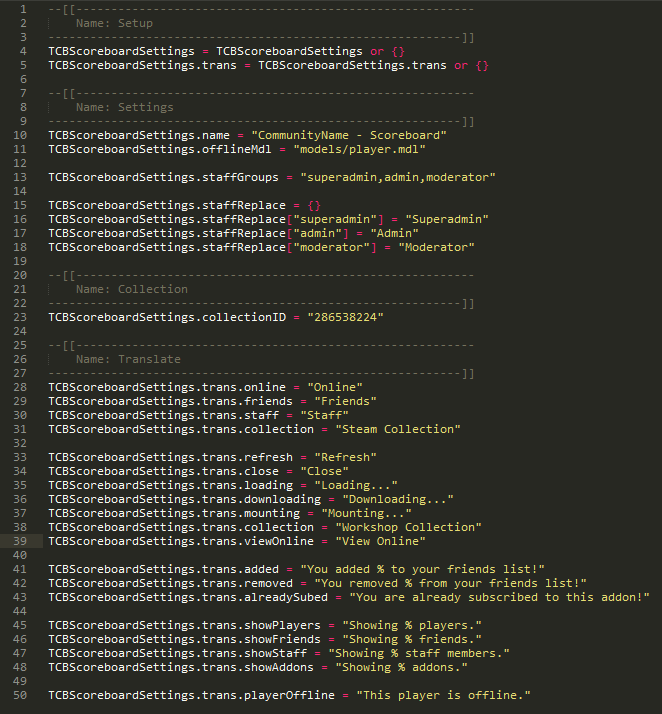 1 --[[---------------------------------------------------------
2     Name: Setup
3 -----------------------------------------------------------]]
4 TCBScoreboardSettings = TCBScoreboardSettings or {}
5 TCBScoreboardSettings.trans = TCBScoreboardSettings.trans or {}
6
7 --[[---------------------------------------------------------
8     Name: Settings
9 -----------------------------------------------------------]]
10 TCBScoreboardSettings.name = "CommunityName - Scoreboard"
11 TCBScoreboardSettings.offlineMdl = "models/player.mdl"
12
13 TCBScoreboardSettings.staffGroups = "superadmin,admin,moderator"
14
15 TCBScoreboardSettings.staffReplace = {}
16 TCBScoreboardSettings.staffReplace["superadmin"] = "Superadmin"
17 TCBScoreboardSettings.staffReplace["admin"] = "Admin"
18 TCBScoreboardSettings.staffReplace["moderator"] = "Moderator"
19
20 --[[---------------------------------------------------------
21     Name: Collection
22 -----------------------------------------------------------]]
23 TCBScoreboardSettings.collectionID = "286538224"
24
25 --[[---------------------------------------------------------
26     Name: Translate
27 -----------------------------------------------------------]]
28 TCBScoreboardSettings.trans.online = "Online"
29 TCBScoreboardSettings.trans.friends = "Friends"
30 TCBScoreboardSettings.trans.staff = "Staff"
31 TCBScoreboardSettings.trans.collection = "Steam Collection"
32
33 TCBScoreboardSettings.trans.refresh = "Refresh"
34 TCBScoreboardSettings.trans.close = "Close"
35 TCBScoreboardSettings.trans.loading = "Loading..."
36 TCBScoreboardSettings.trans.downloading = "Downloading..."
37 TCBScoreboardSettings.trans.mounting = "Mounting..."
38 TCBScoreboardSettings.trans.collection = "Workshop Collection"
39 TCBScoreboardSettings.trans.viewOnline = "View Online"
40
41 TCBScoreboardSettings.trans.added = "You added % to your friends list!"
42 TCBScoreboardSettings.trans.removed = "You removed % from your friends list!"
43 TCBScoreboardSettings.trans.alreadySubed = "You are already subscribed to this addon!"
44
45 TCBScoreboardSettings.trans.showPlayers = "Showing % players."
46 TCBScoreboardSettings.trans.showFriends = "Showing % friends."
47 TCBScoreboardSettings.trans.showStaff = "Showing % staff members."
48 TCBScoreboardSettings.trans.showAddons = "Showing % addons."
49
50 TCBScoreboardSettings.trans.playerOffline = "This player is offline."